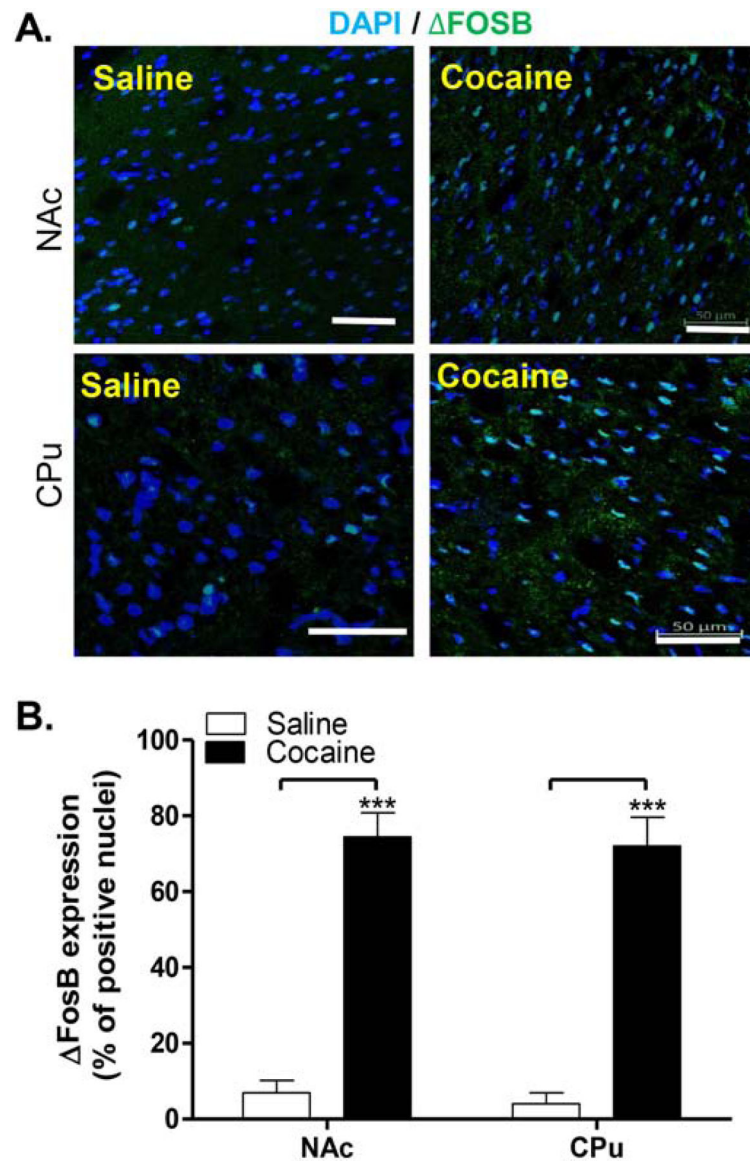 A.
DAPI / ΔFOSB
Saline
Cocaine
NAc
50 µm
Saline
Cocaine
CPu
50 µm
B.
Saline
Cocaine
ΔFosB expression
(% of positive nuclei)
100
80
60
40
20
0
***
***
NAc
CPu